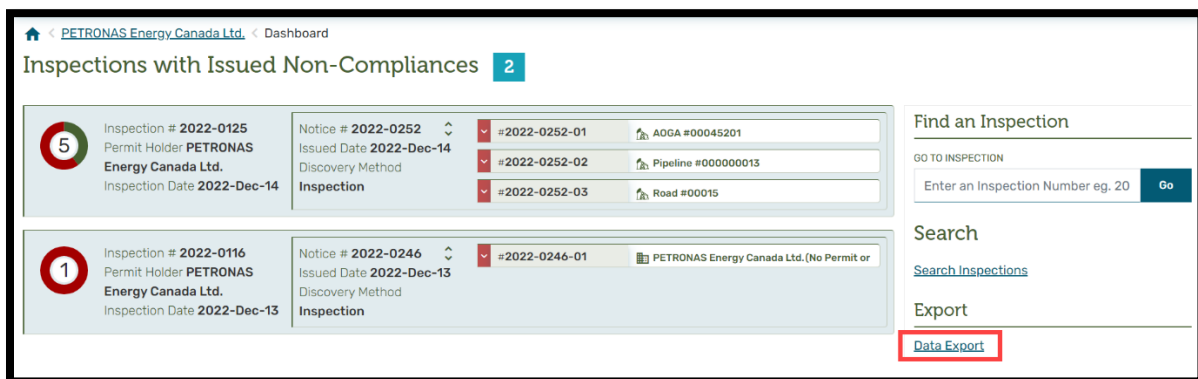 < PETRONAS Energy Canada Ltd. < Dashboard
Inspections with Issued Non-Compliances 2
5
Inspection # 2022-0125
Permit Holder PETRONAS
Energy Canada Ltd.
Inspection Date 2022-Dec-14
Notice # 2022-0252
Issued Date 2022-Dec-14
Discovery Method
Inspection
#2022-0252-01 AOGA #00045201
#2022-0252-02 Pipeline #000000013
#2022-0252-03 Road #00015
1
Inspection # 2022-0116
Permit Holder PETRONAS
Energy Canada Ltd.
Inspection Date 2022-Dec-13
Notice # 2022-0246
Issued Date 2022-Dec-13
Discovery Method
Inspection
#2022-0246-01 PETRONAS Energy Canada Ltd.(No Permit or
Find an Inspection
GO TO INSPECTION
Enter an Inspection Number eg. 20 Go
Search
Search Inspections
Export
Data Export